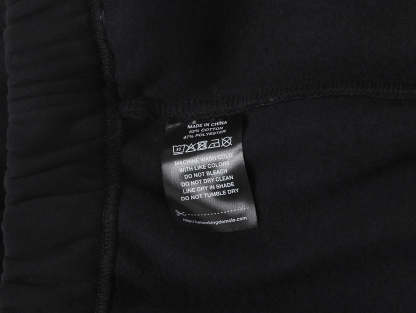 S
MADE IN CHINA
53% COTTON
47% POLYESTER
MACHINE WASH COLD
WITH LIKE COLORS
DO NOT BLEACH
DO NOT DRY CLEAN
LINE DRY IN SHADE
DO NOT TUMBLE DRY